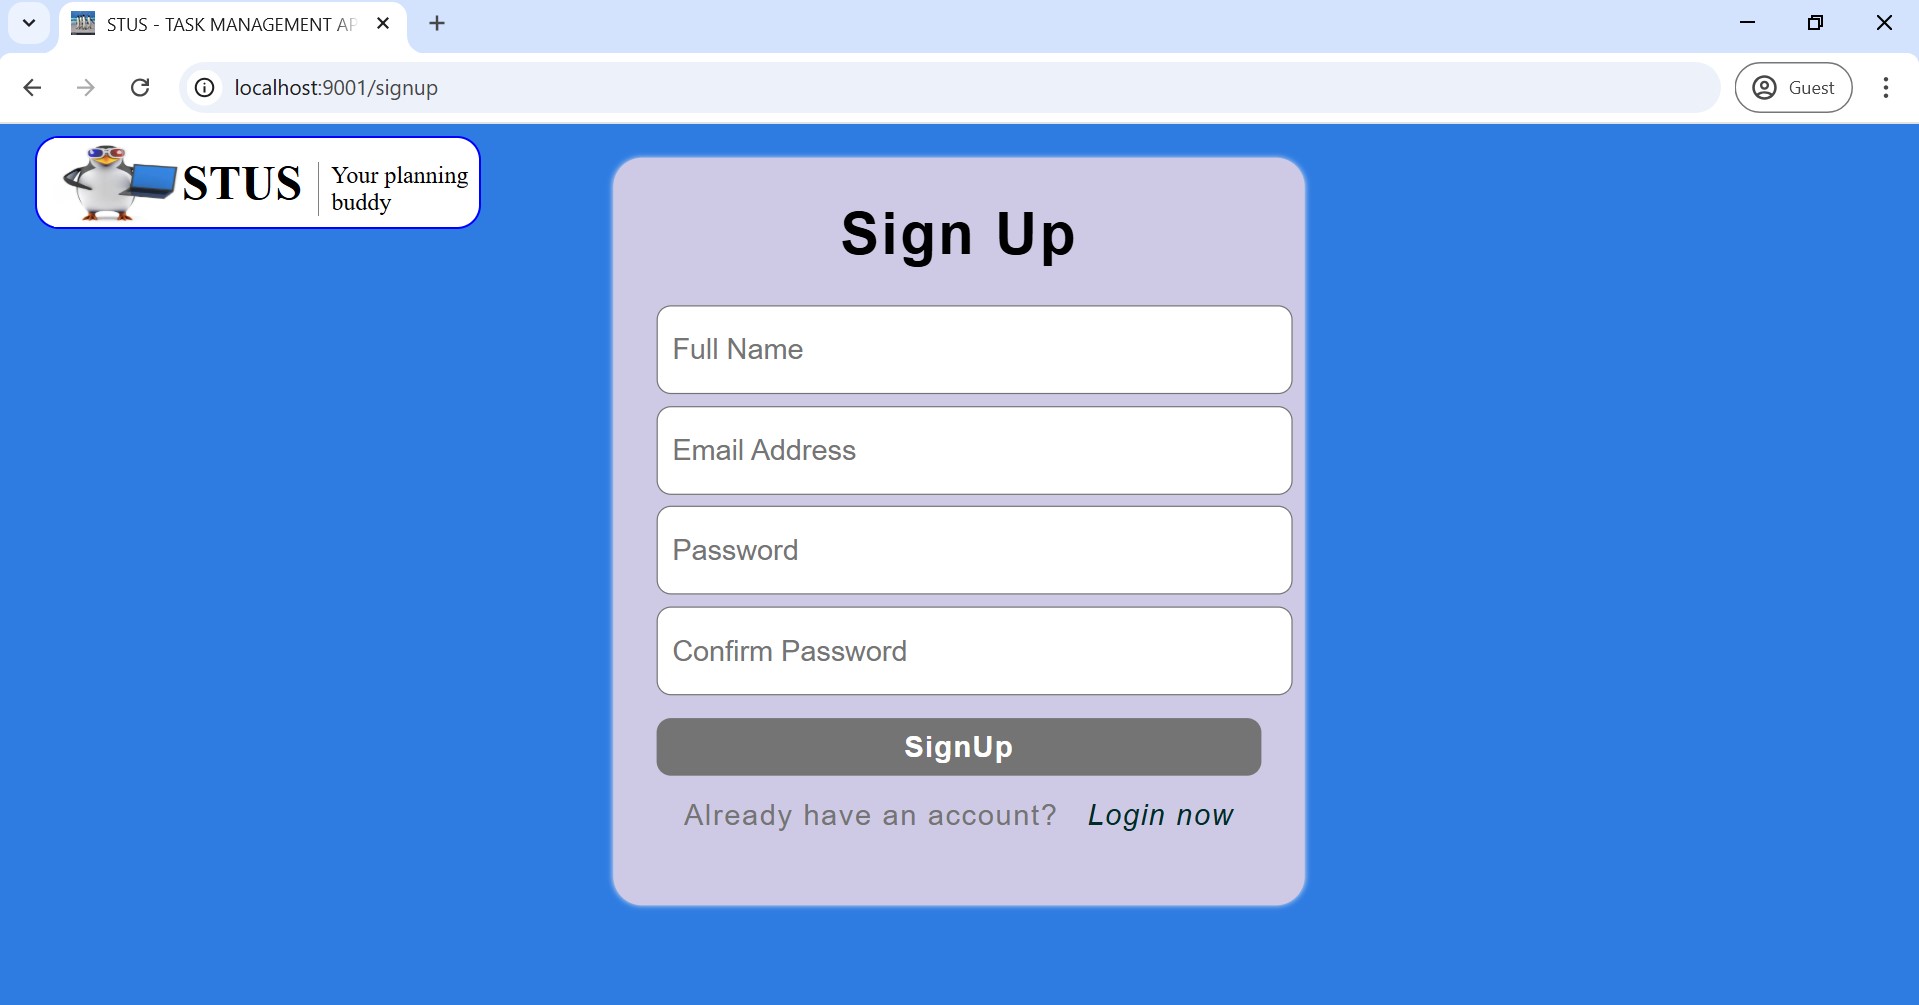 STUS - TASK MANAGEMENT AP
localhost:9001/signup
Guest
STUS
Your planning
buddy
Sign Up
Full Name
Email Address
Password
Confirm Password
SignUp
Already have an account? Login now